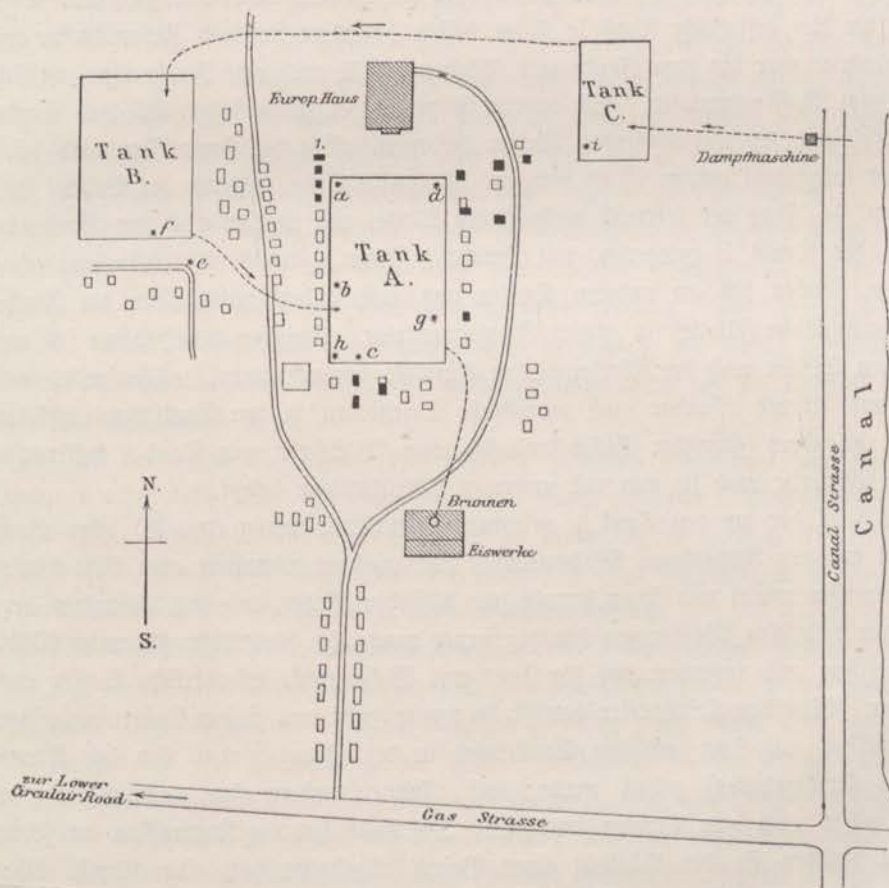 Europ. Haus
Tank
C.
i
Dampfmaschine
Tank
B.
f
e
1.
a
d
Tank
A.
b
g
h
c
Canal
Canal Strasse
Brunnen
Eiswerke
N.
S.
zur Lower
Circulair Road
Gas Strasse